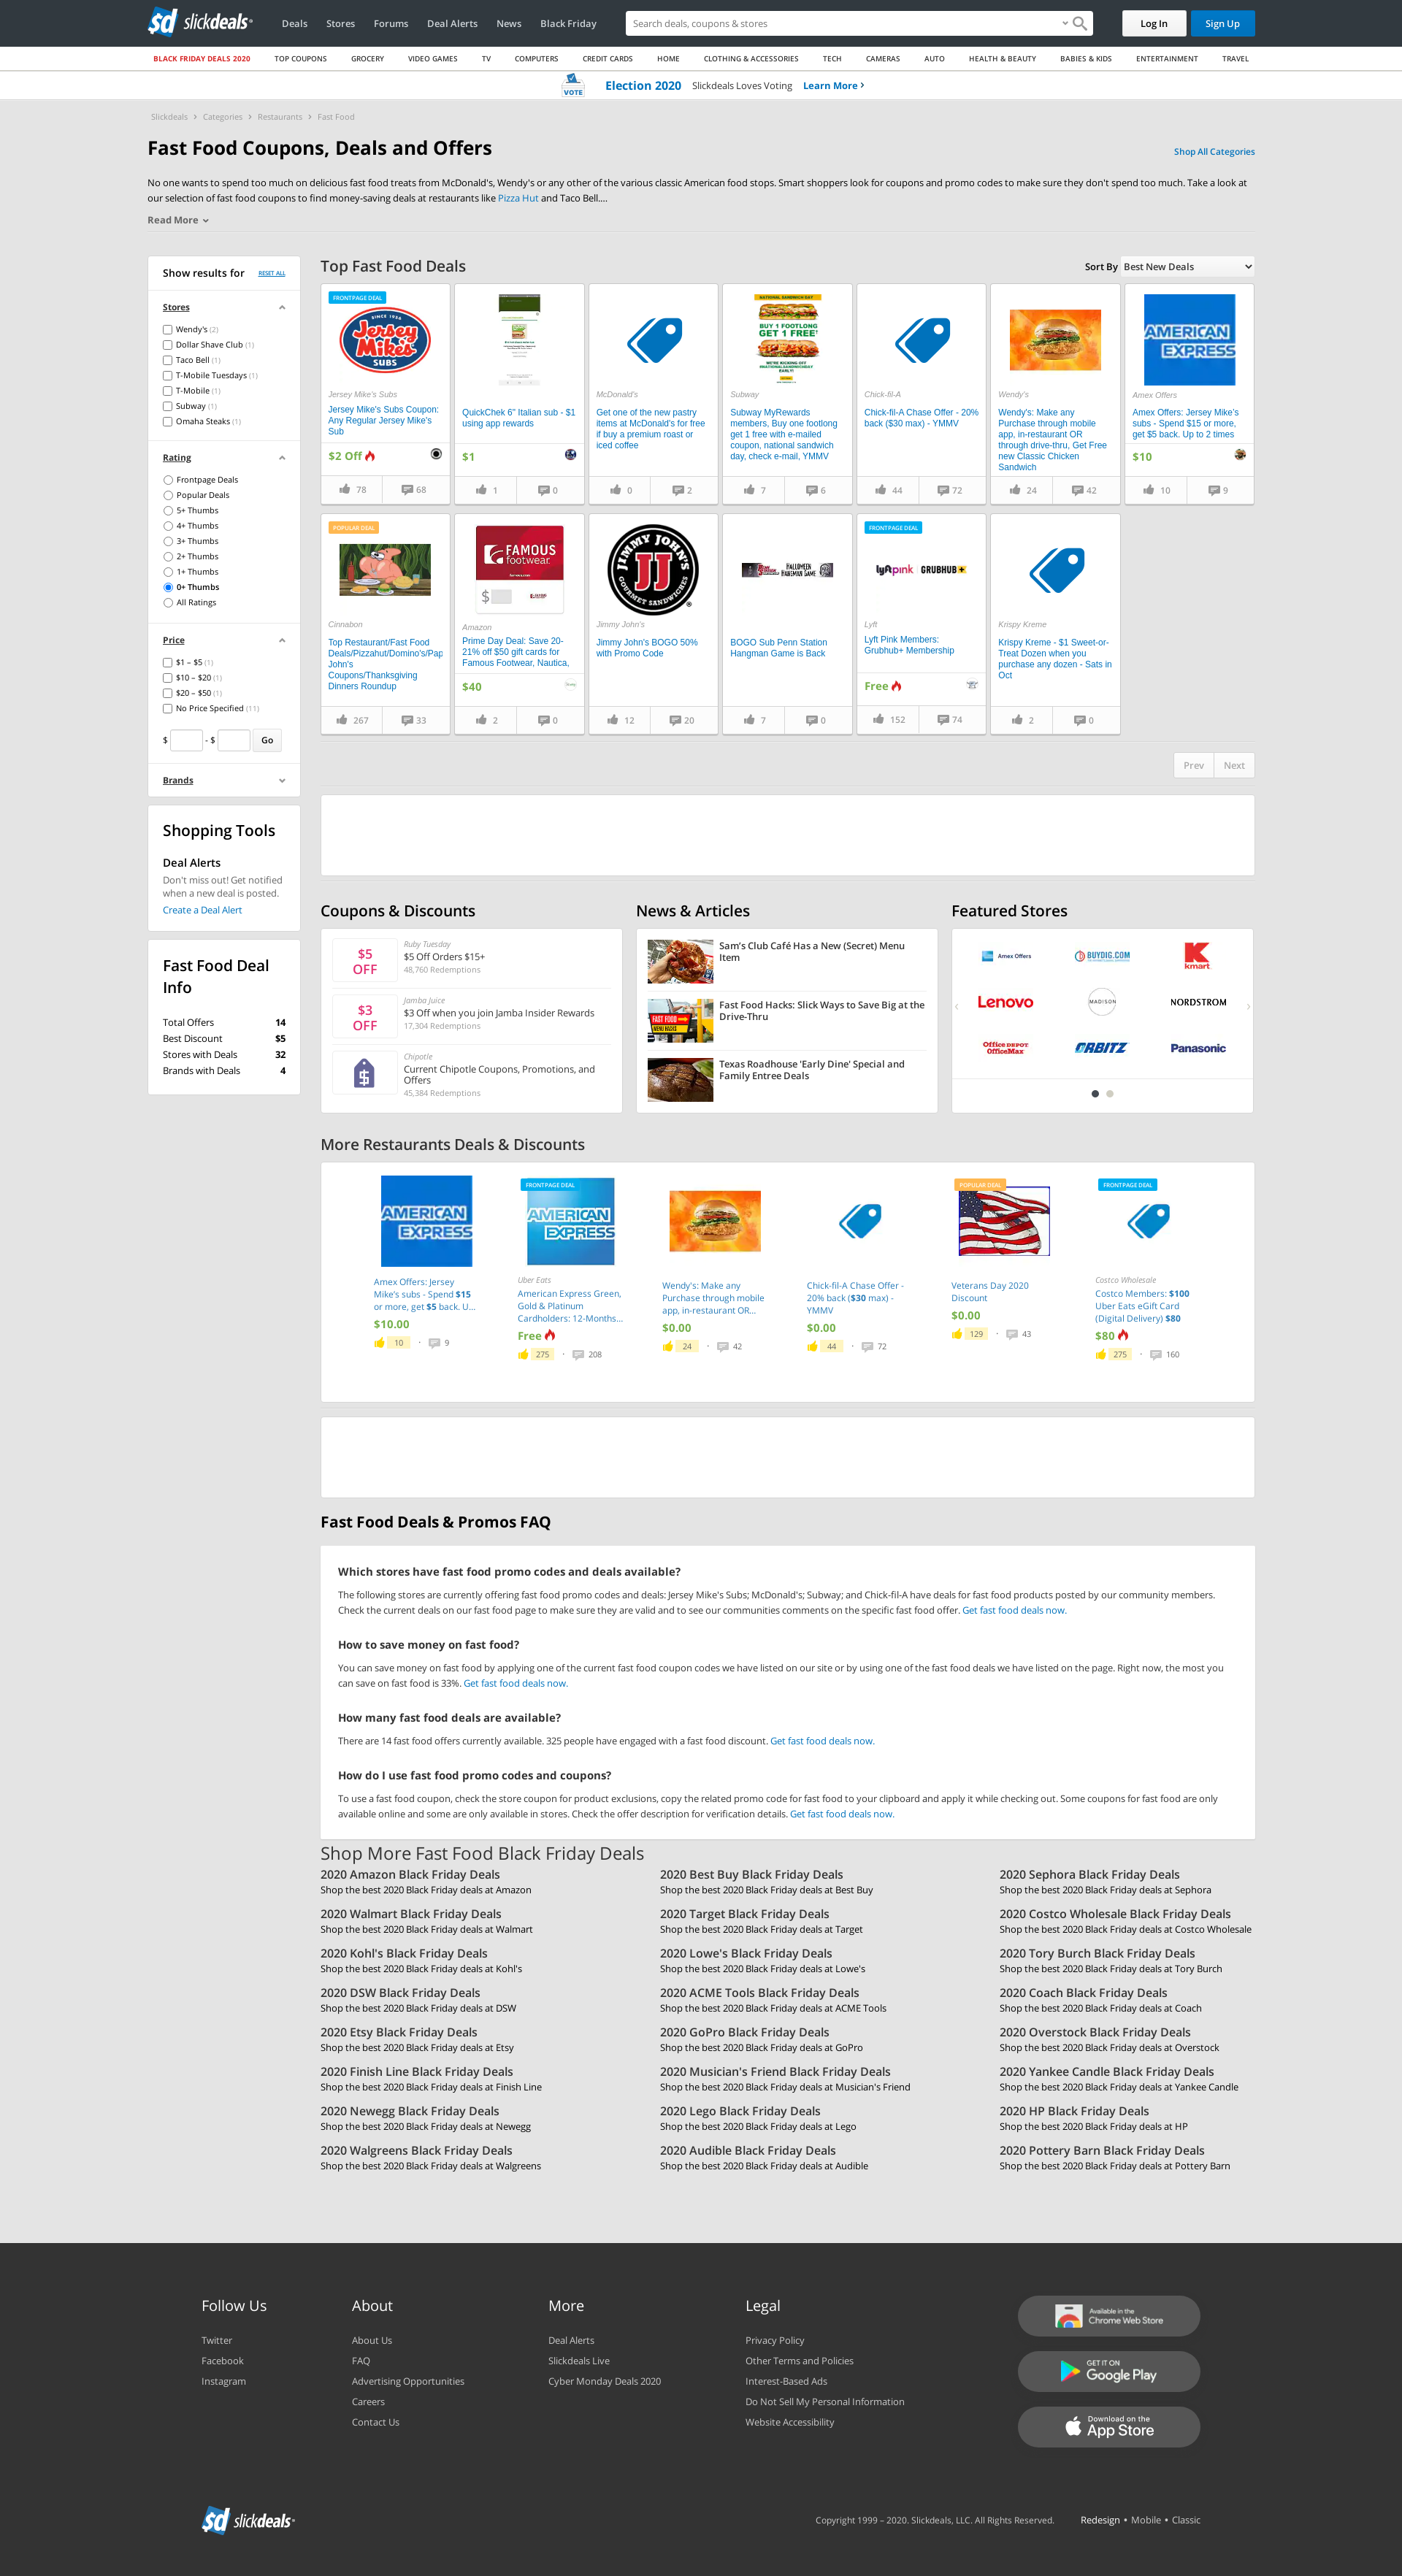 slickdeals
Deals
Stores
Forums
Deal Alerts
News
Black Friday
Search deals, coupons & stores
Log In
Sign Up
BLACK FRIDAY DEALS 2020
TOP COUPONS
GROCERY
VIDEO GAMES
TV
COMPUTERS
CREDIT CARDS
HOME
CLOTHING & ACCESSORIES
TECH
CAMERAS
AUTO
HEALTH & BEAUTY
BABIES & KIDS
ENTERTAINMENT
TRAVEL
VOTE
Election 2020 Slickdeals Loves Voting Learn More ›
Slickdeals › Categories › Restaurants › Fast Food
Fast Food Coupons, Deals and Offers
Shop All Categories
No one wants to spend too much on delicious fast food treats from McDonald's, Wendy's or any other of the various classic American food stops. Smart shoppers look for coupons and promo codes to make sure they don't spend too much. Take a look at
our selection of fast food coupons to find money-saving deals at restaurants like Pizza Hut and Taco Bell....
Read More
Show results for
RESET ALL
Stores
Wendy's (2)
Dollar Shave Club (1)
Taco Bell (1)
T-Mobile Tuesdays (1)
T-Mobile (1)
Subway (1)
Omaha Steaks (1)
Rating
Frontpage Deals
Popular Deals
5+ Thumbs
4+ Thumbs
3+ Thumbs
2+ Thumbs
1+ Thumbs
0+ Thumbs
All Ratings
Price
$1 – $5 (1)
$10 – $20 (1)
$20 – $50 (1)
No Price Specified (11)
$ - $ Go
Brands
Shopping Tools
Deal Alerts
Don't miss out! Get notified
when a new deal is posted.
Create a Deal Alert
Fast Food Deal
Info
Total Offers 14
Best Discount $5
Stores with Deals 32
Brands with Deals 4
Top Fast Food Deals
Sort By Best New Deals
FRONTPAGE DEAL
SINCE 1956
Jersey Mike's
SUBS
Jersey Mike's Subs
Jersey Mike's Subs Coupon:
Any Regular Jersey Mike's
Sub
$2 Off
78
68
QuickChek 6" Italian sub - $1
using app rewards
$1
1
0
McDonald's
Get one of the new pastry
items at McDonald's for free
if buy a premium roast or
iced coffee
0
2
NATIONAL SANDWICH DAY
BUY 1 FOOTLONG
GET 1 FREE
Subway
Subway MyRewards
members, Buy one footlong
get 1 free with e-mailed
coupon, national sandwich
day, check e-mail, YMMV
7
6
Chick-fil-A
Chick-fil-A Chase Offer - 20%
back ($30 max) - YMMV
44
72
Wendy's
Wendy's: Make any
Purchase through mobile
app, in-restaurant OR
through drive-thru, Get Free
new Classic Chicken
Sandwich
24
42
AMERICAN
EXPRESS
Amex Offers
Amex Offers: Jersey Mike's
subs - Spend $15 or more,
get $5 back. Up to 2 times
$10
10
9
POPULAR DEAL
Cinnabon
Top Restaurant/Fast Food
Deals/Pizzahut/Domino's/Pap
John's
Coupons/Thanksgiving
Dinners Roundup
267
33
FAMOUS
footwear
$
Amazon
Prime Day Deal: Save 20-
21% off $50 gift cards for
Famous Footwear, Nautica,
$40
2
0
JIMMY JOHN'S
JJ
GOURMET SANDWICHES
Jimmy John's
Jimmy John's BOGO 50%
with Promo Code
12
20
HALLOWEEN
HANGMAN GAME
BOGO Sub Penn Station
Hangman Game is Back
7
0
FRONTPAGE DEAL
lyft pink GRUBHUB+
Lyft
Lyft Pink Members:
Grubhub+ Membership
Free
152
74
Krispy Kreme
Krispy Kreme - $1 Sweet-or-
Treat Dozen when you
purchase any dozen - Sats in
Oct
2
0
Prev
Next
Coupons & Discounts
$5
OFF
Ruby Tuesday
$5 Off Orders $15+
48,760 Redemptions
$3
OFF
Jamba Juice
$3 Off when you join Jamba Insider Rewards
17,304 Redemptions
Chipotle
Current Chipotle Coupons, Promotions, and
Offers
45,384 Redemptions
News & Articles
Sam's Club Café Has a New (Secret) Menu
Item
FAST FOOD
MENU HACKS
Fast Food Hacks: Slick Ways to Save Big at the
Drive-Thru
Texas Roadhouse 'Early Dine' Special and
Family Entree Deals
Featured Stores
Amex Offers
BUYDIG.COM
kmart
Lenovo
MADISON
NORDSTROM
Office DEPOT
OfficeMax
ORBITZ
Panasonic
More Restaurants Deals & Discounts
AMERICAN
EXPRESS
Amex Offers: Jersey
Mike's subs - Spend $15
or more, get $5 back. U...
$10.00
10 · 9
FRONTPAGE DEAL
AMERICAN
EXPRESS
Uber Eats
American Express Green,
Gold & Platinum
Cardholders: 12-Months...
Free
275 · 208
Wendy's: Make any
Purchase through mobile
app, in-restaurant OR...
$0.00
24 · 42
Chick-fil-A Chase Offer -
20% back ($30 max) -
YMMV
$0.00
44 · 72
POPULAR DEAL
Veterans Day 2020
Discount
$0.00
129 · 43
FRONTPAGE DEAL
Costco Wholesale
Costco Members: $100
Uber Eats eGift Card
(Digital Delivery) $80
$80
275 · 160
Fast Food Deals & Promos FAQ
Which stores have fast food promo codes and deals available?
The following stores are currently offering fast food promo codes and deals: Jersey Mike's Subs; McDonald's; Subway; and Chick-fil-A have deals for fast food products posted by our community members.
Check the current deals on our fast food page to make sure they are valid and to see our communities comments on the specific fast food offer. Get fast food deals now.
How to save money on fast food?
You can save money on fast food by applying one of the current fast food coupon codes we have listed on our site or by using one of the fast food deals we have listed on the page. Right now, the most you
can save on fast food is 33%. Get fast food deals now.
How many fast food deals are available?
There are 14 fast food offers currently available. 325 people have engaged with a fast food discount. Get fast food deals now.
How do I use fast food promo codes and coupons?
To use a fast food coupon, check the store coupon for product exclusions, copy the related promo code for fast food to your clipboard and apply it while checking out. Some coupons for fast food are only
available online and some are only available in stores. Check the offer description for verification details. Get fast food deals now.
Shop More Fast Food Black Friday Deals
2020 Amazon Black Friday Deals
Shop the best 2020 Black Friday deals at Amazon
2020 Best Buy Black Friday Deals
Shop the best 2020 Black Friday deals at Best Buy
2020 Sephora Black Friday Deals
Shop the best 2020 Black Friday deals at Sephora
2020 Walmart Black Friday Deals
Shop the best 2020 Black Friday deals at Walmart
2020 Target Black Friday Deals
Shop the best 2020 Black Friday deals at Target
2020 Costco Wholesale Black Friday Deals
Shop the best 2020 Black Friday deals at Costco Wholesale
2020 Kohl's Black Friday Deals
Shop the best 2020 Black Friday deals at Kohl's
2020 Lowe's Black Friday Deals
Shop the best 2020 Black Friday deals at Lowe's
2020 Tory Burch Black Friday Deals
Shop the best 2020 Black Friday deals at Tory Burch
2020 DSW Black Friday Deals
Shop the best 2020 Black Friday deals at DSW
2020 ACME Tools Black Friday Deals
Shop the best 2020 Black Friday deals at ACME Tools
2020 Coach Black Friday Deals
Shop the best 2020 Black Friday deals at Coach
2020 Etsy Black Friday Deals
Shop the best 2020 Black Friday deals at Etsy
2020 GoPro Black Friday Deals
Shop the best 2020 Black Friday deals at GoPro
2020 Overstock Black Friday Deals
Shop the best 2020 Black Friday deals at Overstock
2020 Finish Line Black Friday Deals
Shop the best 2020 Black Friday deals at Finish Line
2020 Musician's Friend Black Friday Deals
Shop the best 2020 Black Friday deals at Musician's Friend
2020 Yankee Candle Black Friday Deals
Shop the best 2020 Black Friday deals at Yankee Candle
2020 Newegg Black Friday Deals
Shop the best 2020 Black Friday deals at Newegg
2020 Lego Black Friday Deals
Shop the best 2020 Black Friday deals at Lego
2020 HP Black Friday Deals
Shop the best 2020 Black Friday deals at HP
2020 Walgreens Black Friday Deals
Shop the best 2020 Black Friday deals at Walgreens
2020 Audible Black Friday Deals
Shop the best 2020 Black Friday deals at Audible
2020 Pottery Barn Black Friday Deals
Shop the best 2020 Black Friday deals at Pottery Barn
Follow Us
Twitter
Facebook
Instagram
About
About Us
FAQ
Advertising Opportunities
Careers
Contact Us
More
Deal Alerts
Slickdeals Live
Cyber Monday Deals 2020
Legal
Privacy Policy
Other Terms and Policies
Interest-Based Ads
Do Not Sell My Personal Information
Website Accessibility
Available in the
Chrome Web Store
GET IT ON
Google Play
Download on the
App Store
slickdeals
Copyright 1999 – 2020. Slickdeals, LLC. All Rights Reserved.
Redesign • Mobile • Classic